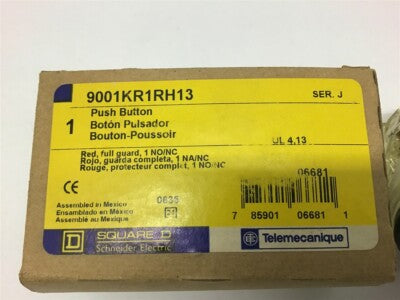 9001KR1RH13 SER. J
1
Push Button
Botón Pulsador
Bouton-Poussoir
UL 4,13
Red, full guard, 1 NO/NC
Rojo, guarda completa, 1 NA/NC
Rouge, protecteur complet, 1 NO/NC
06681
CE
Assembled in Mexico
Ensamblado en México
Assemblé au Mexique
0635
7 85901 06681 1
SQUARE D
Schneider Electric
Telemecanique